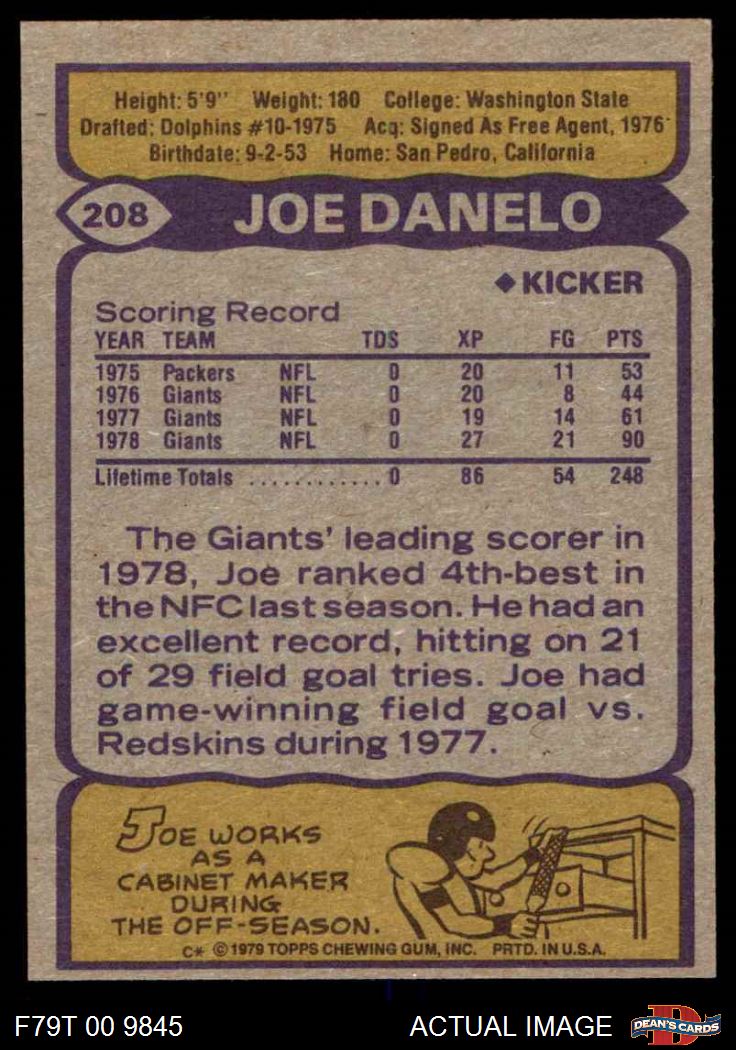 Height: 5'9" Weight: 180 College: Washington State
Drafted: Dolphins #10-1975 Acq: Signed As Free Agent, 1976
Birthdate: 9-2-53 Home: San Pedro, California
208 JOE DANELO
◆ KICKER
Scoring Record
YEAR TEAM TDS XP FG PTS
1975 Packers NFL 0 20 11 53
1976 Giants NFL 0 20 8 44
1977 Giants NFL 0 19 14 61
1978 Giants NFL 0 27 21 90
Lifetime Totals ............ 0 86 54 248
The Giants' leading scorer in
1978, Joe ranked 4th-best in
the NFC last season. He had an
excellent record, hitting on 21
of 29 field goal tries. Joe had
game-winning field goal vs.
Redskins during 1977.
JOE WORKS
AS A
CABINET MAKER
DURING
THE OFF-SEASON.
C* © 1979 TOPPS CHEWING GUM, INC. PRTD. IN U.S.A.
F79T 00 9845 ACTUAL IMAGE D DEAN'S CARDS